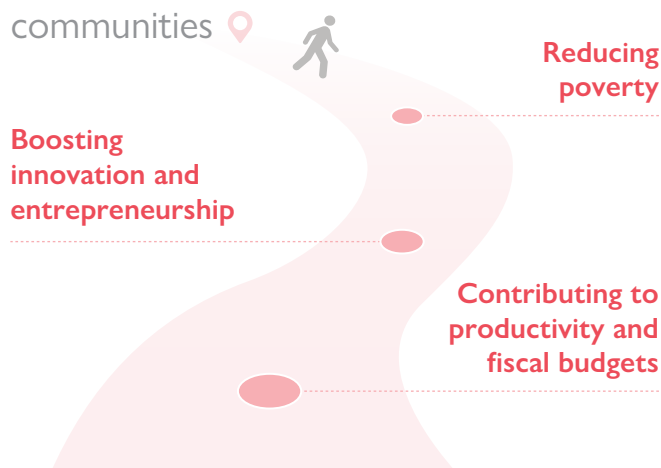 communities
Reducing
poverty
Boosting
innovation and
entrepreneurship
Contributing to
productivity and
fiscal budgets